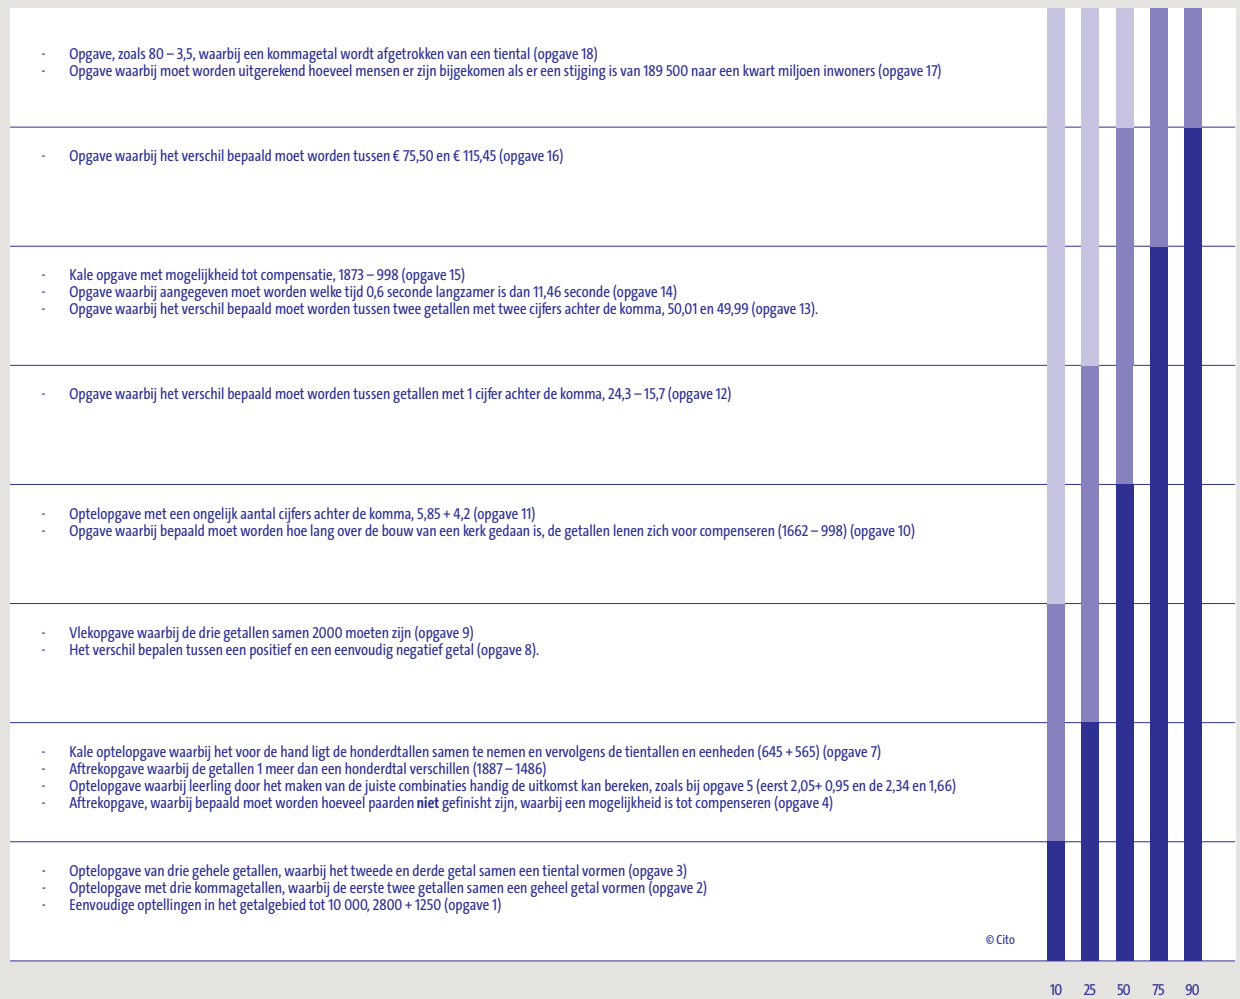 - Opgave, zoals 80 – 3,5, waarbij een kommagetal wordt afgetrokken van een tiental (opgave 18)
- Opgave waarbij moet worden uitgerekend hoeveel mensen er zijn bijgekomen als er een stijging is van 189 500 naar een kwart miljoen inwoners (opgave 17)
- Opgave waarbij het verschil bepaald moet worden tussen € 75,50 en € 115,45 (opgave 16)
- Kale opgave met mogelijkheid tot compensatie, 1873 – 998 (opgave 15)
- Opgave waarbij aangegeven moet worden welke tijd 0,6 seconde langzamer is dan 11,46 seconde (opgave 14)
- Opgave waarbij het verschil bepaald moet worden tussen twee getallen met twee cijfers achter de komma, 50,01 en 49,99 (opgave 13).
- Opgave waarbij het verschil bepaald moet worden tussen getallen met 1 cijfer achter de komma, 24,3 – 15,7 (opgave 12)
- Optelopgave met een ongelijk aantal cijfers achter de komma, 5,85 + 4,2 (opgave 11)
- Opgave waarbij bepaald moet worden hoe lang over de bouw van een kerk gedaan is, de getallen lenen zich voor compenseren (1662 – 998) (opgave 10)
- Vlekopgave waarbij de drie getallen samen 2000 moeten zijn (opgave 9)
- Het verschil bepalen tussen een positief en een eenvoudig negatief getal (opgave 8).
- Kale optelopgave waarbij het voor de hand ligt de honderdtallen samen te nemen en vervolgens de tientallen en eenheden (645 + 565) (opgave 7)
- Aftrekopgave waarbij de getallen 1 meer dan een honderdtal verschillen (1887 – 1486)
- Optelopgave waarbij leerling door het maken van de juiste combinaties handig de uitkomst kan bereken, zoals bij opgave 5 (eerst 2,05+ 0,95 en de 2,34 en 1,66)
- Aftrekopgave, waarbij bepaald moet worden hoeveel paarden niet gefinisht zijn, waarbij een mogelijkheid is tot compenseren (opgave 4)
- Optelopgave van drie gehele getallen, waarbij het tweede en derde getal samen een tiental vormen (opgave 3)
- Optelopgave met drie kommagetallen, waarbij de eerste twee getallen samen een geheel getal vormen (opgave 2)
- Eenvoudige optellingen in het getalgebied tot 10 000, 2800 + 1250 (opgave 1)
© Cito
10 25 50 75 90